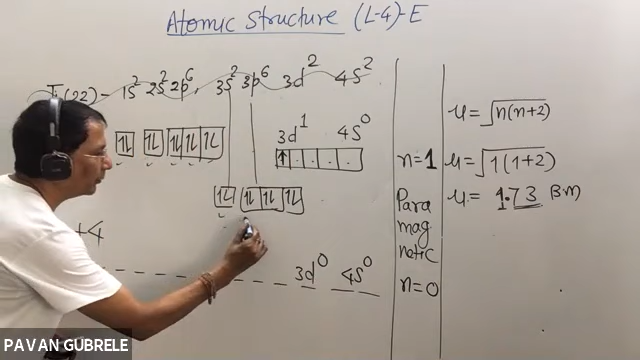 Atomic Structure (L-4)-E
Ti(22) - 1s² 2s² 2p⁶, 3s² 3p⁶ 3d² 4s²
μ = √n(n+2)
3d¹ 4s⁰
n=1 μ = √1(1+2)
Para
mag
netic
μ = 1.73 BM
+4
3d⁰ 4s⁰
n=0
PAVAN GUBRELE